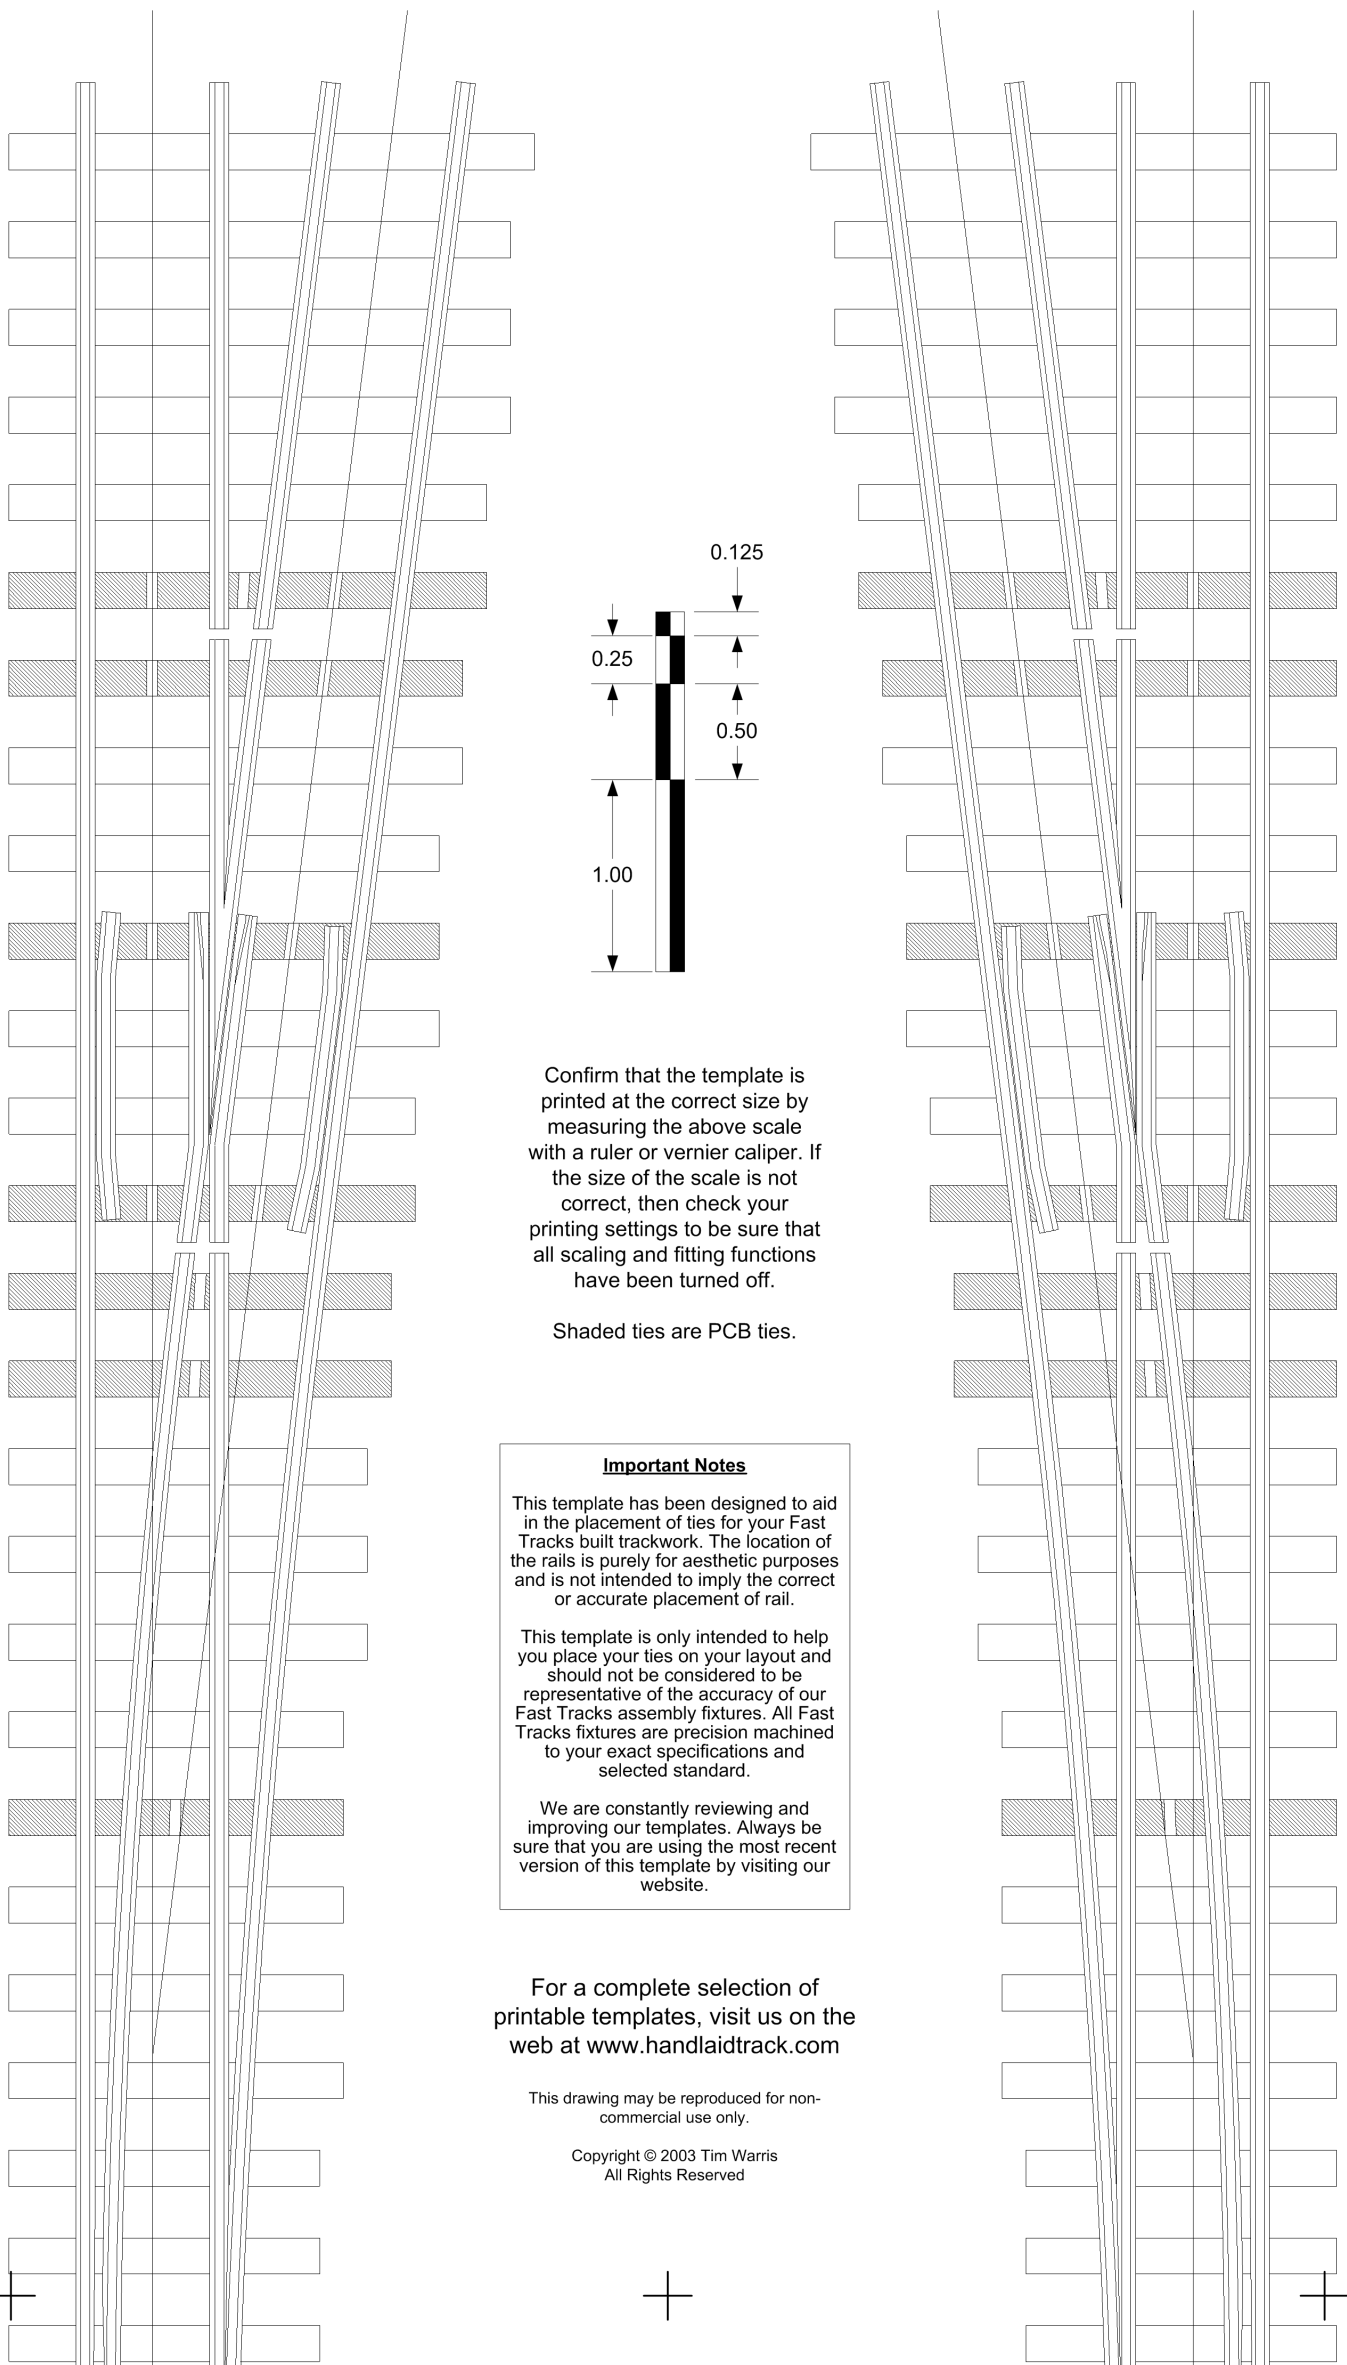 0.125
0.25
0.50
1.00
Confirm that the template is
printed at the correct size by
measuring the above scale
with a ruler or vernier caliper. If
the size of the scale is not
correct, then check your
printing settings to be sure that
all scaling and fitting functions
have been turned off.
Shaded ties are PCB ties.
Important Notes
This template has been designed to aid
in the placement of ties for your Fast
Tracks built trackwork. The location of
the rails is purely for aesthetic purposes
and is not intended to imply the correct
or accurate placement of rail.
This template is only intended to help
you place your ties on your layout and
should not be considered to be
representative of the accuracy of our
Fast Tracks assembly fixtures. All Fast
Tracks fixtures are precision machined
to your exact specifications and
selected standard.
We are constantly reviewing and
improving our templates. Always be
sure that you are using the most recent
version of this template by visiting our
website.
For a complete selection of
printable templates, visit us on the
web at www.handlaidtrack.com
This drawing may be reproduced for non-
commercial use only.
Copyright © 2003 Tim Warris
All Rights Reserved